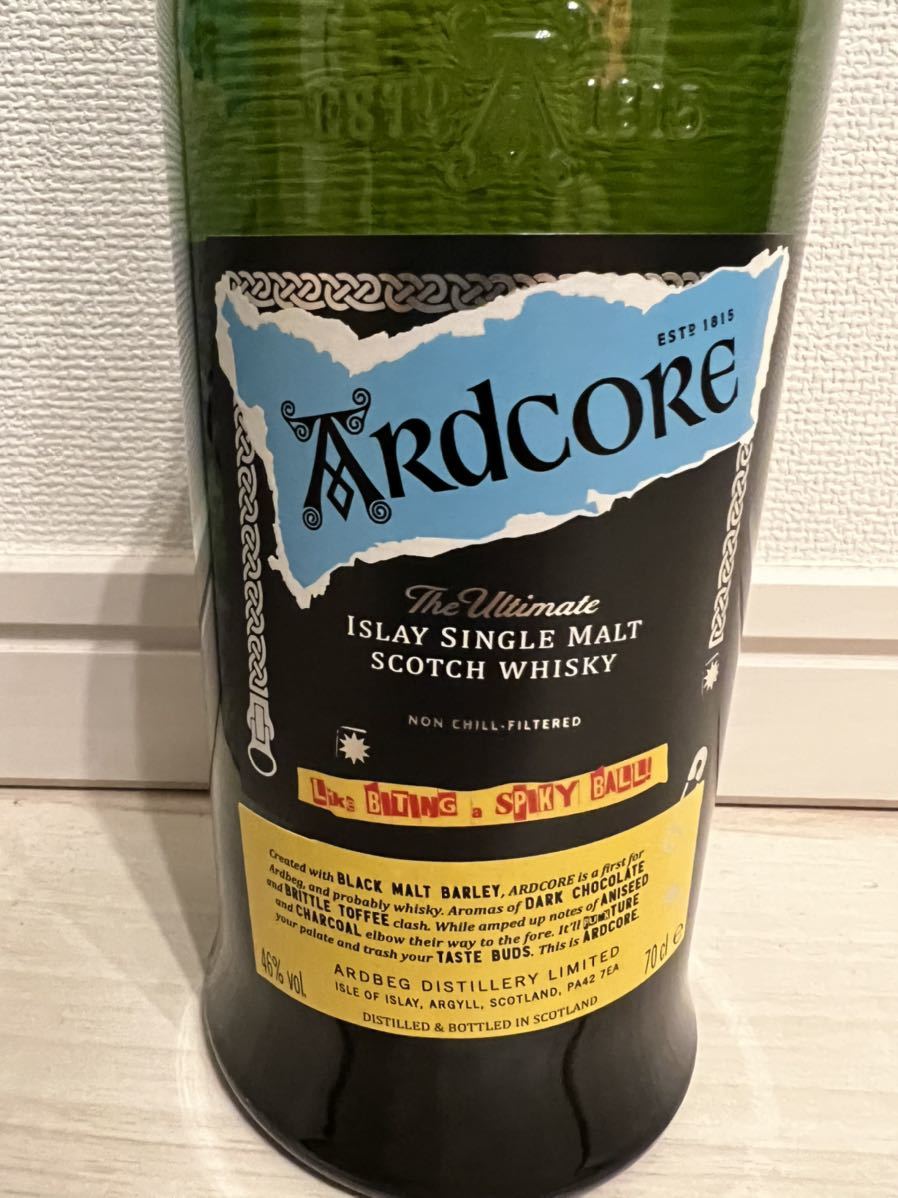 ESTD 1815
ARDCORE
The Ultimate
ISLAY SINGLE MALT
SCOTCH WHISKY
NON CHILL-FILTERED
Like BITING a SPIKY BALL!
Created with BLACK MALT BARLEY, ARDCORE is a first for
Ardbeg, and probably whisky. Aromas of DARK CHOCOLATE
and BRITTLE TOFFEE clash. While amped up notes of ANISEED
and CHARCOAL elbow their way to the fore. It'll PUNKTURE
your palate and trash your TASTE BUDS. This is ARDCORE.
46% vol.
ARDBEG DISTILLERY LIMITED
70 cl e
ISLE OF ISLAY, ARGYLL, SCOTLAND, PA42 7EA
DISTILLED & BOTTLED IN SCOTLAND